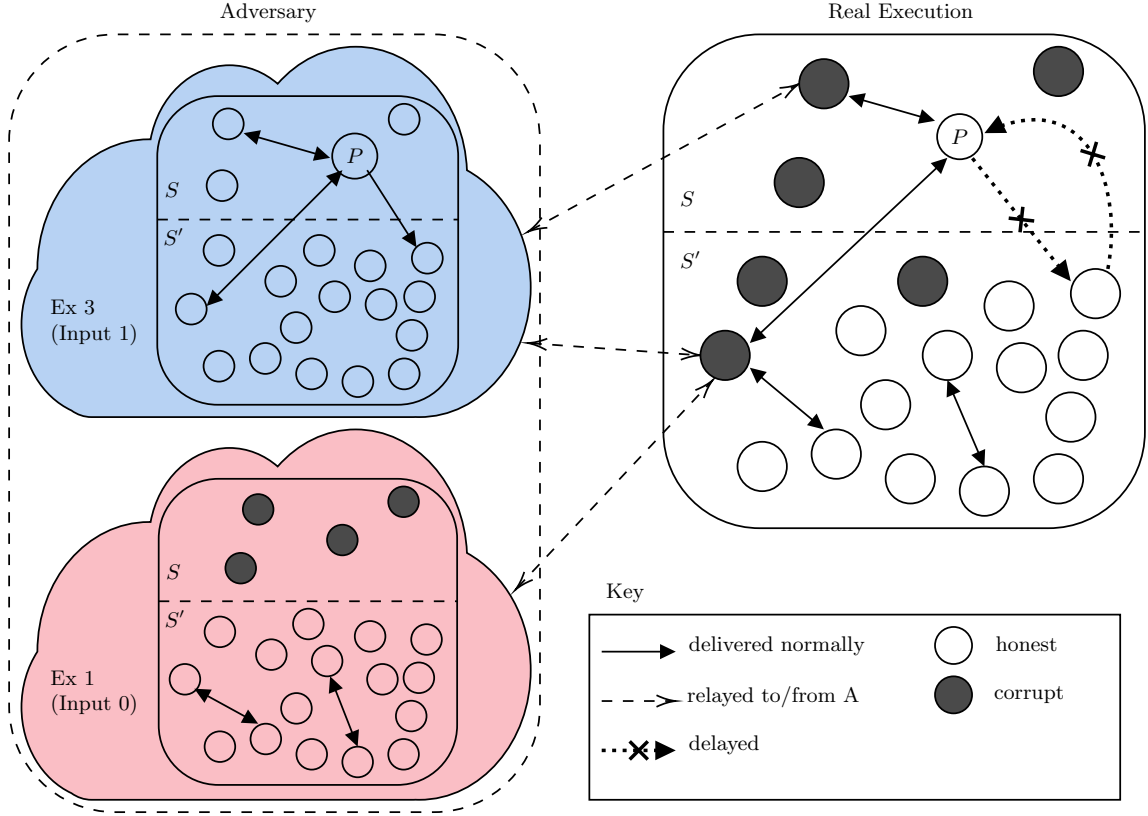 Adversary
Real Execution
P
S
S′
Ex 3
(Input 1)
P
S
S′
S
S′
Ex 1
(Input 0)
Key
delivered normally
honest
relayed to/from A
corrupt
delayed